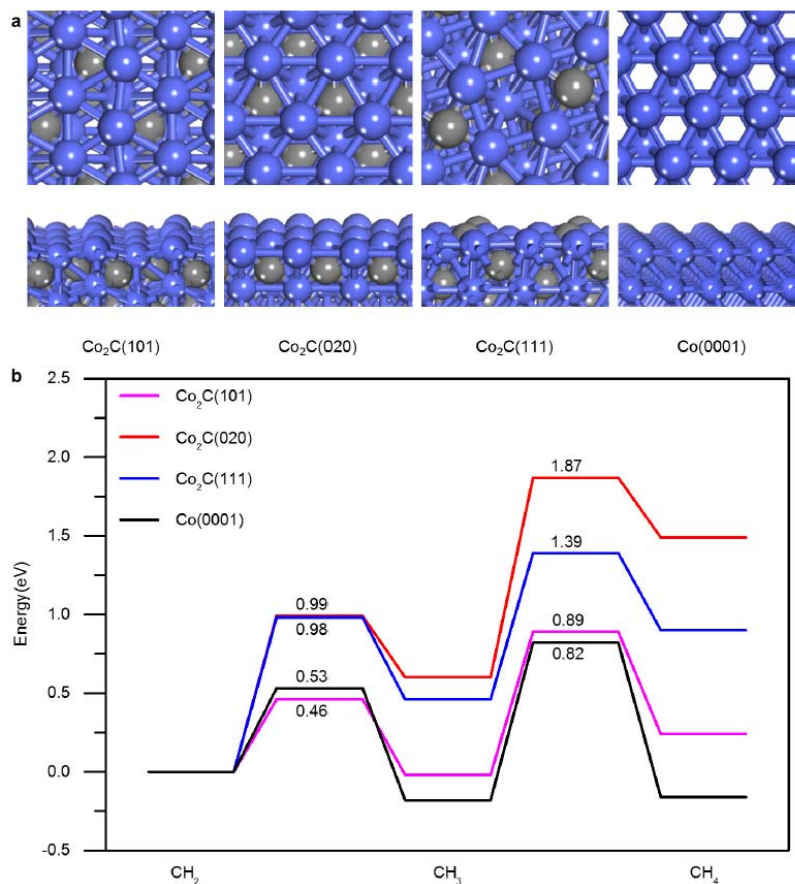 a
Co₂C(101) Co₂C(020) Co₂C(111) Co(0001)
b
2.5
2.0
1.5
1.0
0.5
0.0
-0.5
Energy(eV)
Co₂C(101)
Co₂C(020)
Co₂C(111)
Co(0001)
1.87
1.39
0.99
0.98
0.89
0.82
0.53
0.46
CH₂ CH₃ CH₄